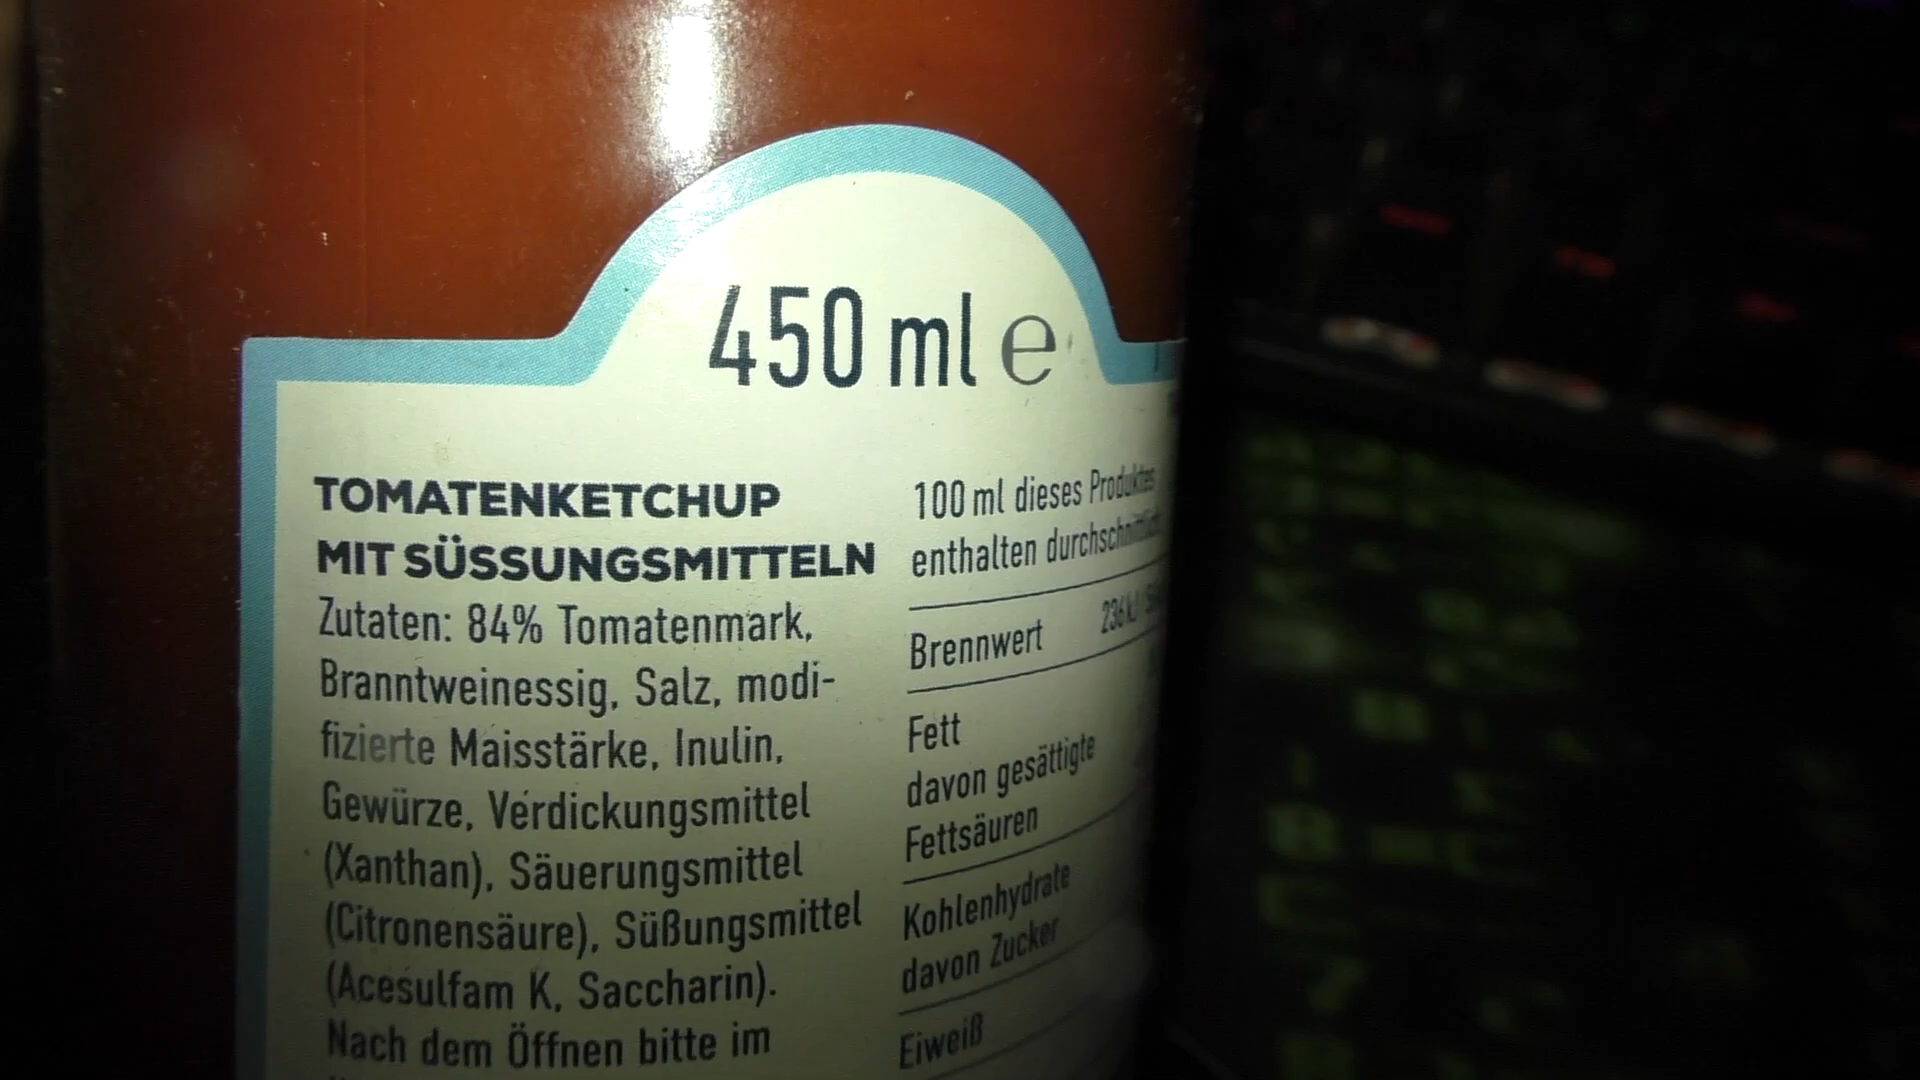 450 ml e
TOMATENKETCHUP
MIT SÜSSUNGSMITTELN
Zutaten: 84% Tomatenmark,
Branntweinessig, Salz, modi-
fizierte Maisstärke, Inulin,
Gewürze, Verdickungsmittel
(Xanthan), Säuerungsmittel
(Citronensäure), Süßungsmittel
(Acesulfam K, Saccharin).
Nach dem Öffnen bitte im
100 ml dieses Produktes
enthalten durchschnittlich
Brennwert 236kJ
Fett
davon gesättigte
Fettsäuren
Kohlenhydrate
davon Zucker
Eiweiß